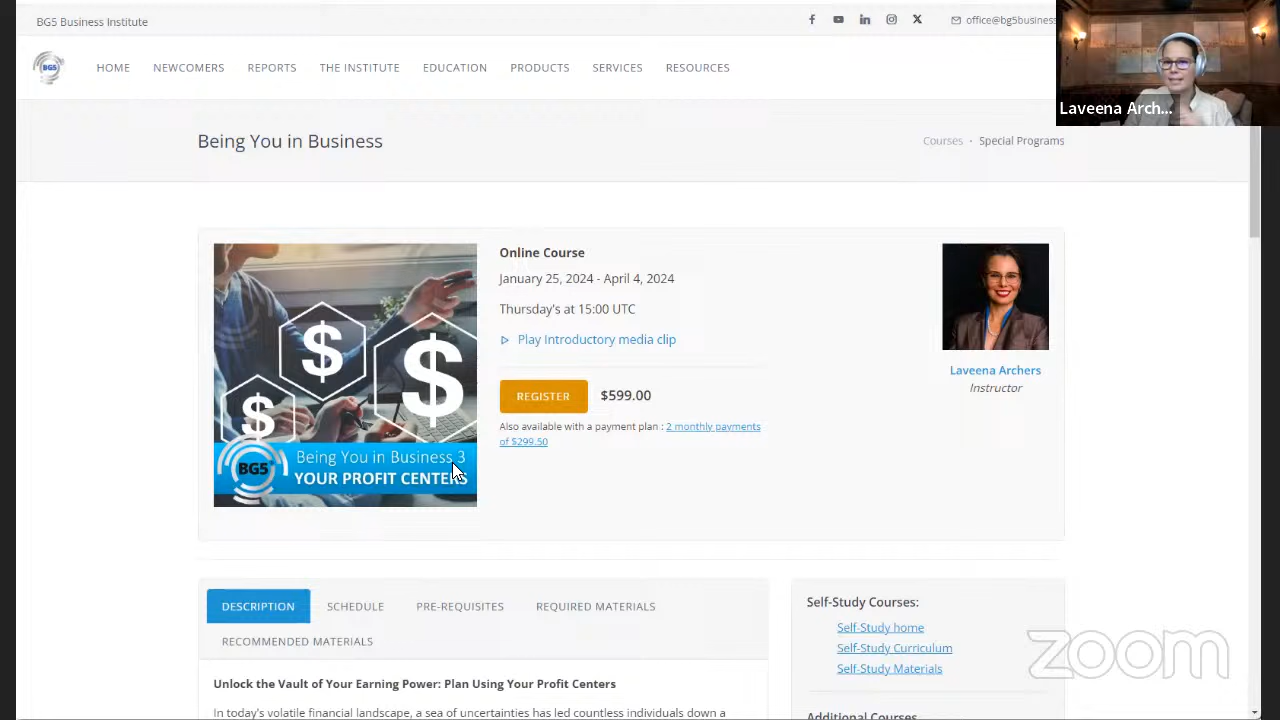 BG5 Business Institute
office@bg5business
Laveena Arch...
BG5
HOME
NEWCOMERS
REPORTS
THE INSTITUTE
EDUCATION
PRODUCTS
SERVICES
RESOURCES
Being You in Business
Courses
Special Programs
Online Course
January 25, 2024 - April 4, 2024
Thursday's at 15:00 UTC
Play Introductory media clip
REGISTER
$599.00
Also available with a payment plan : 2 monthly payments
of $299.50
$
$
$
BG5
Being You in Business 3
YOUR PROFIT CENTERS
Laveena Archers
Instructor
DESCRIPTION
SCHEDULE
PRE-REQUISITES
REQUIRED MATERIALS
RECOMMENDED MATERIALS
Unlock the Vault of Your Earning Power: Plan Using Your Profit Centers
In today's volatile financial landscape, a sea of uncertainties has led countless individuals down a
Self-Study Courses:
Self-Study home
Self-Study Curriculum
Self-Study Materials
Additional Courses
zoom